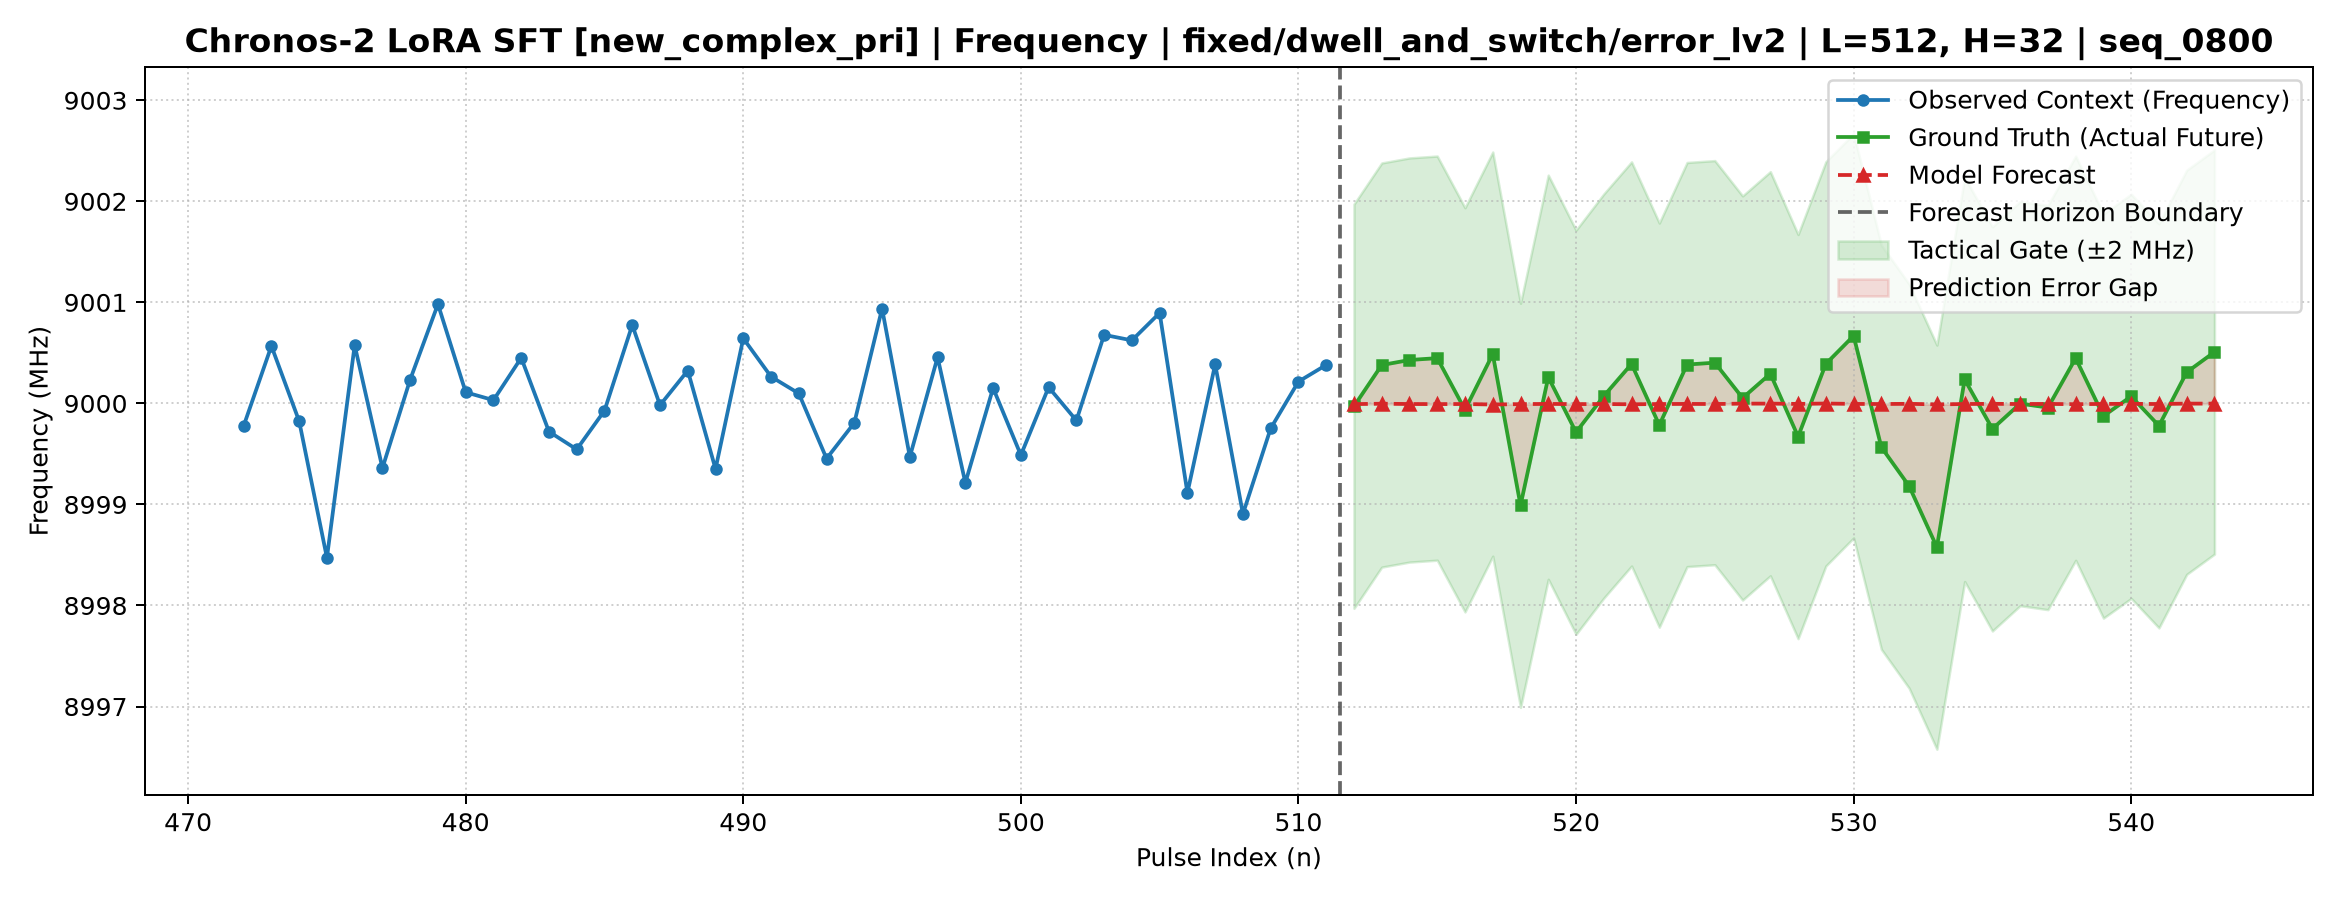 Chronos-2 LoRA SFT [new_complex_pri] | Frequency | fixed/dwell_and_switch/error_lv2 | L=512, H=32 | seq_0800
Frequency (MHz)
9003
9002
9001
9000
8999
8998
8997
Observed Context (Frequency)
Ground Truth (Actual Future)
Model Forecast
Forecast Horizon Boundary
Tactical Gate (±2 MHz)
Prediction Error Gap
470 480 490 500 510 520 530 540
Pulse Index (n)